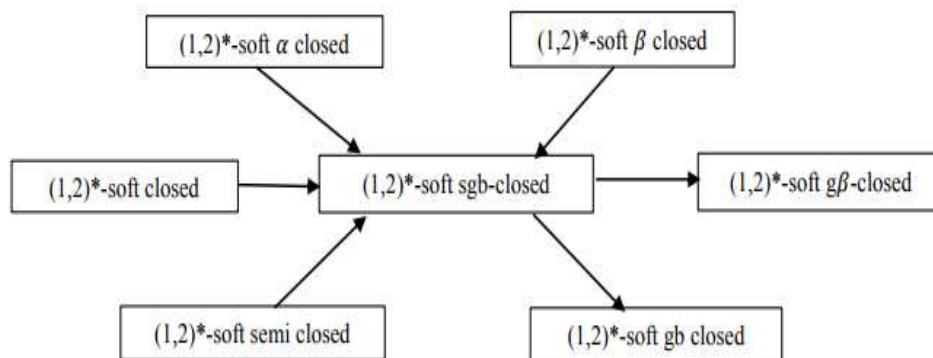 (1,2)*-soft α closed
(1,2)*-soft β closed
(1,2)*-soft closed
(1,2)*-soft sgb-closed
(1,2)*-soft gβ-closed
(1,2)*-soft semi closed
(1,2)*-soft gb closed